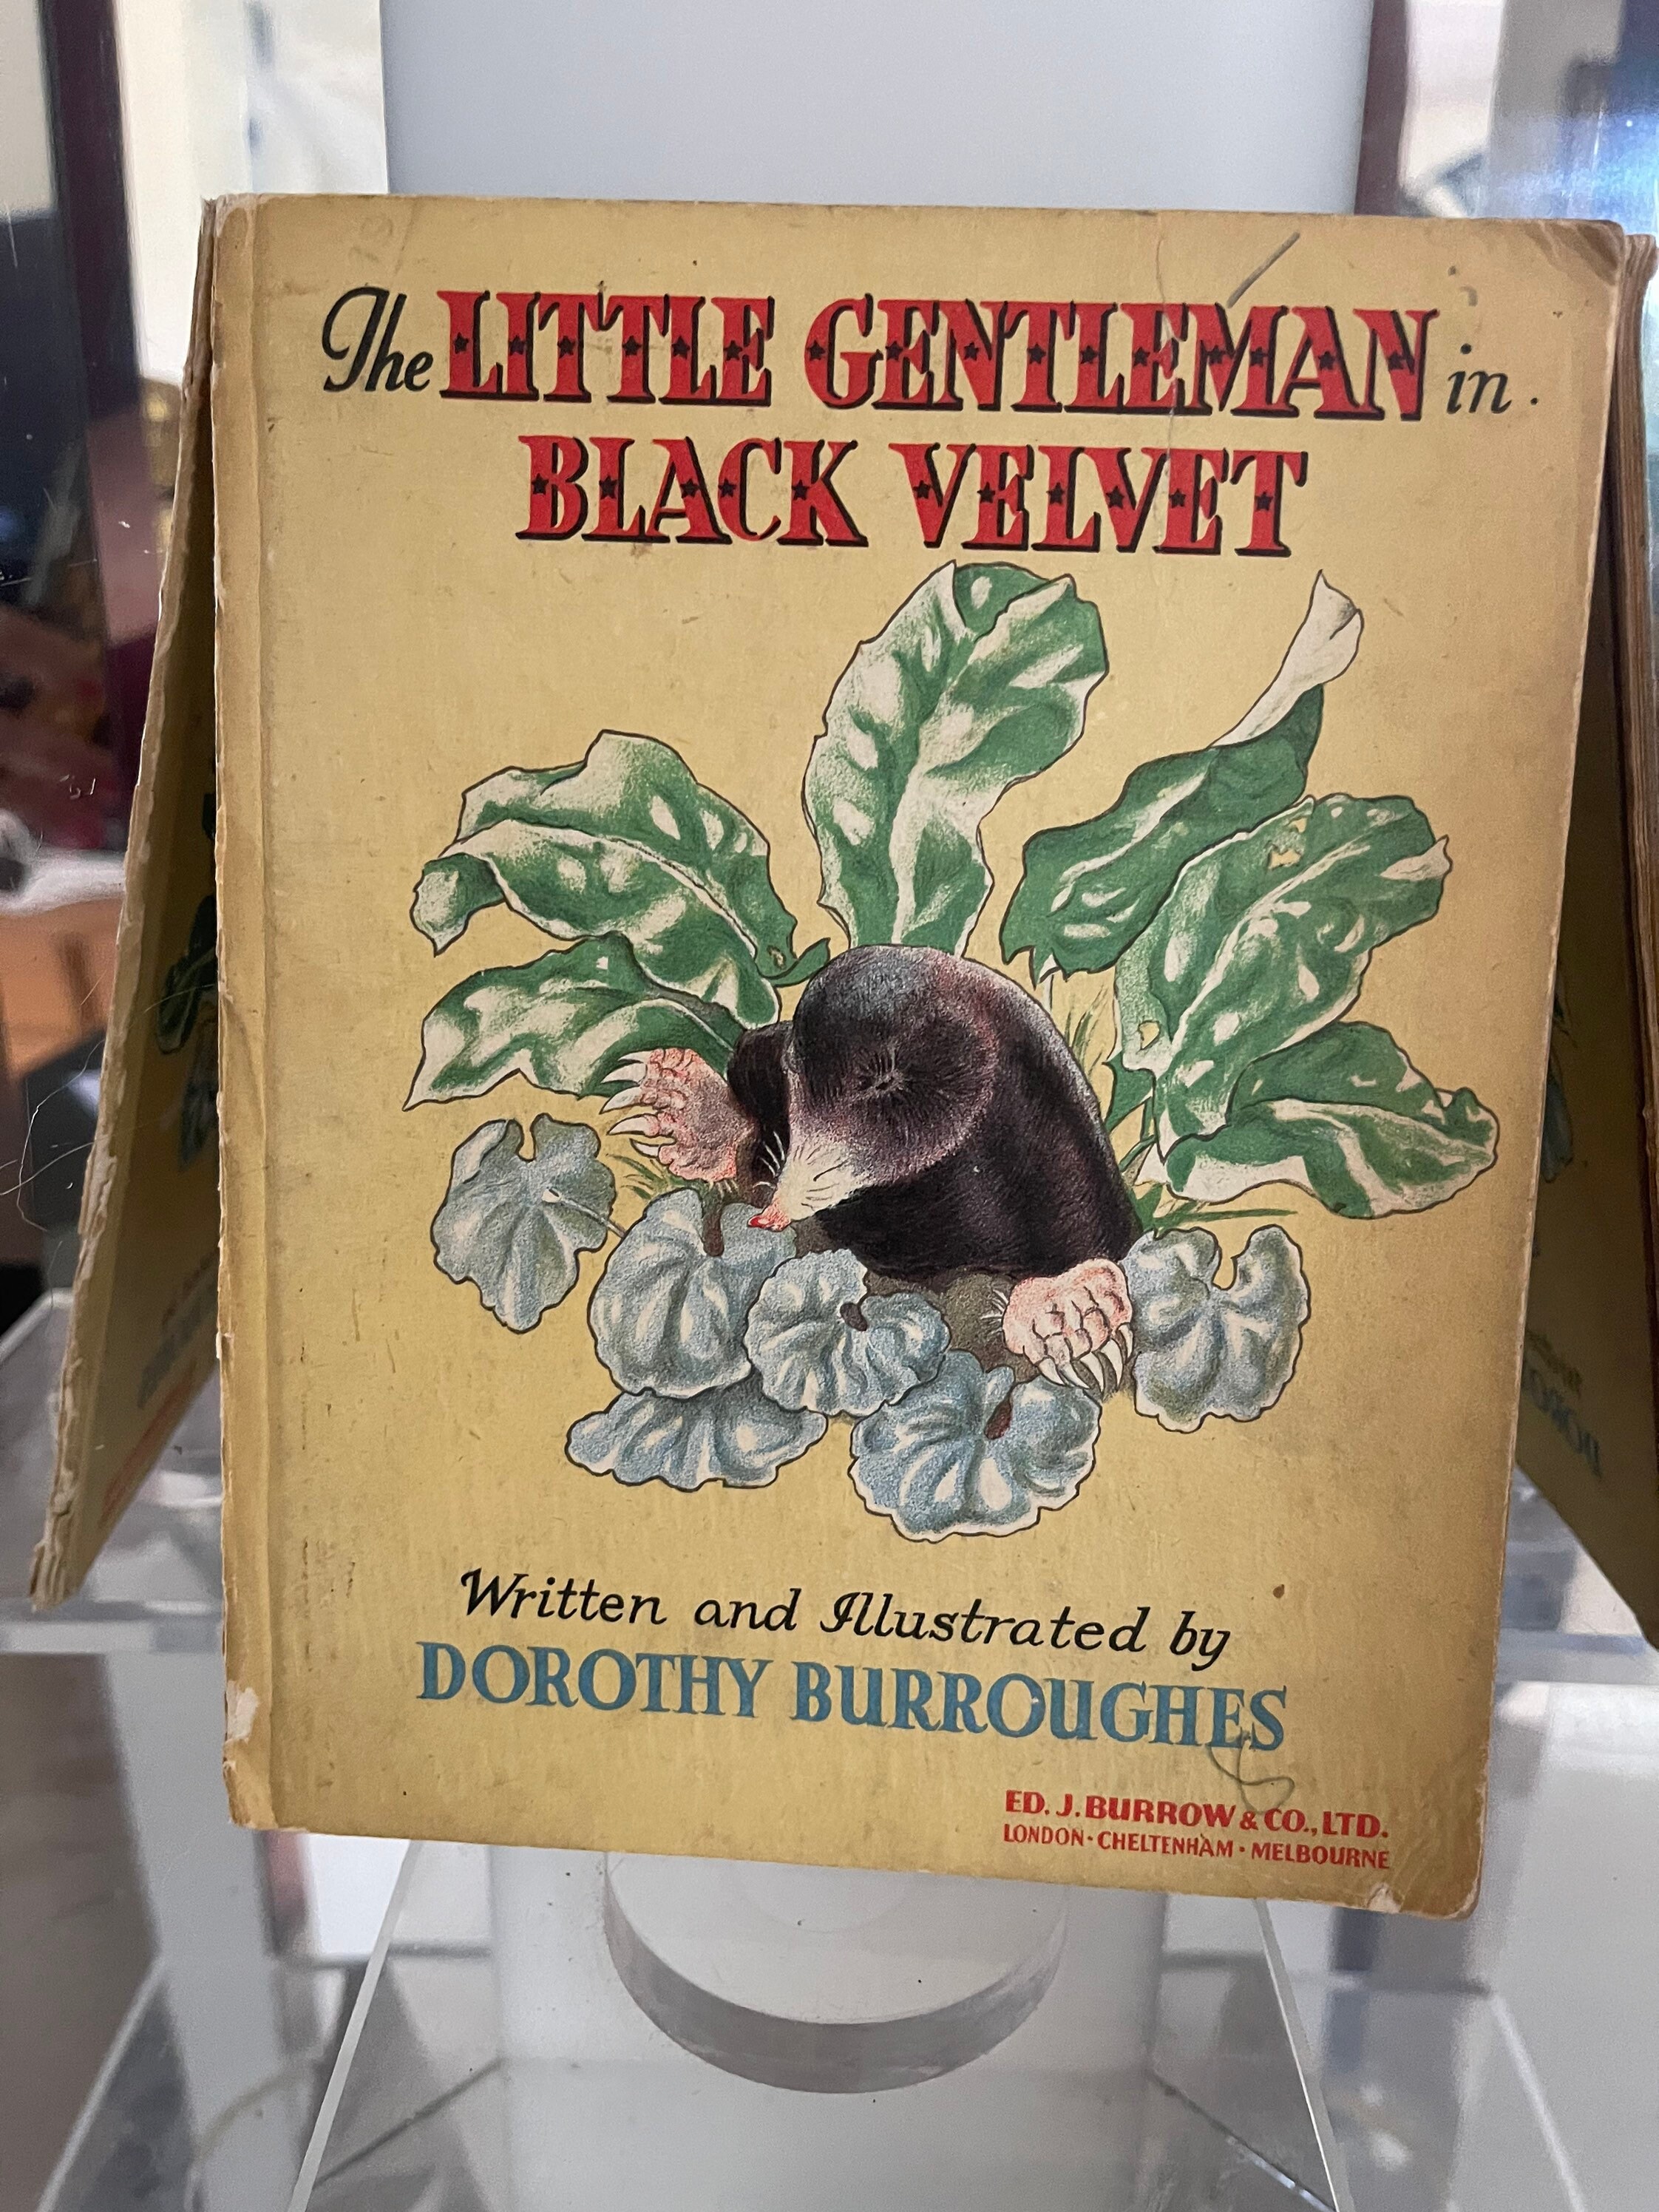 The LITTLE GENTLEMAN in.
BLACK VELVET
Written and Illustrated by
DOROTHY BURROUGHES
ED. J. BURROW & CO., LTD.
LONDON · CHELTENHAM · MELBOURNE